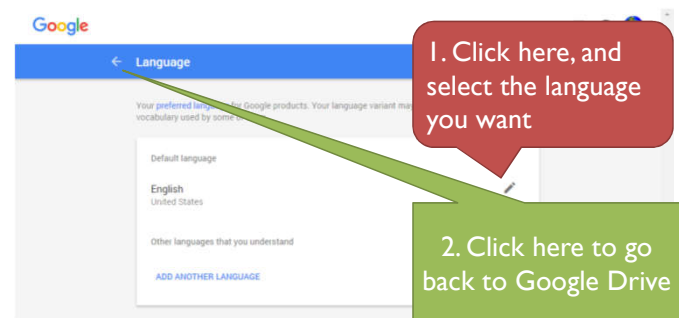 Google
← Language
1. Click here, and
select the language
you want
Your preferred lang for Google products. Your language variant may
vocabulary used by some
Default language
English
United States
Other languages that you understand
ADD ANOTHER LANGUAGE
2. Click here to go
back to Google Drive